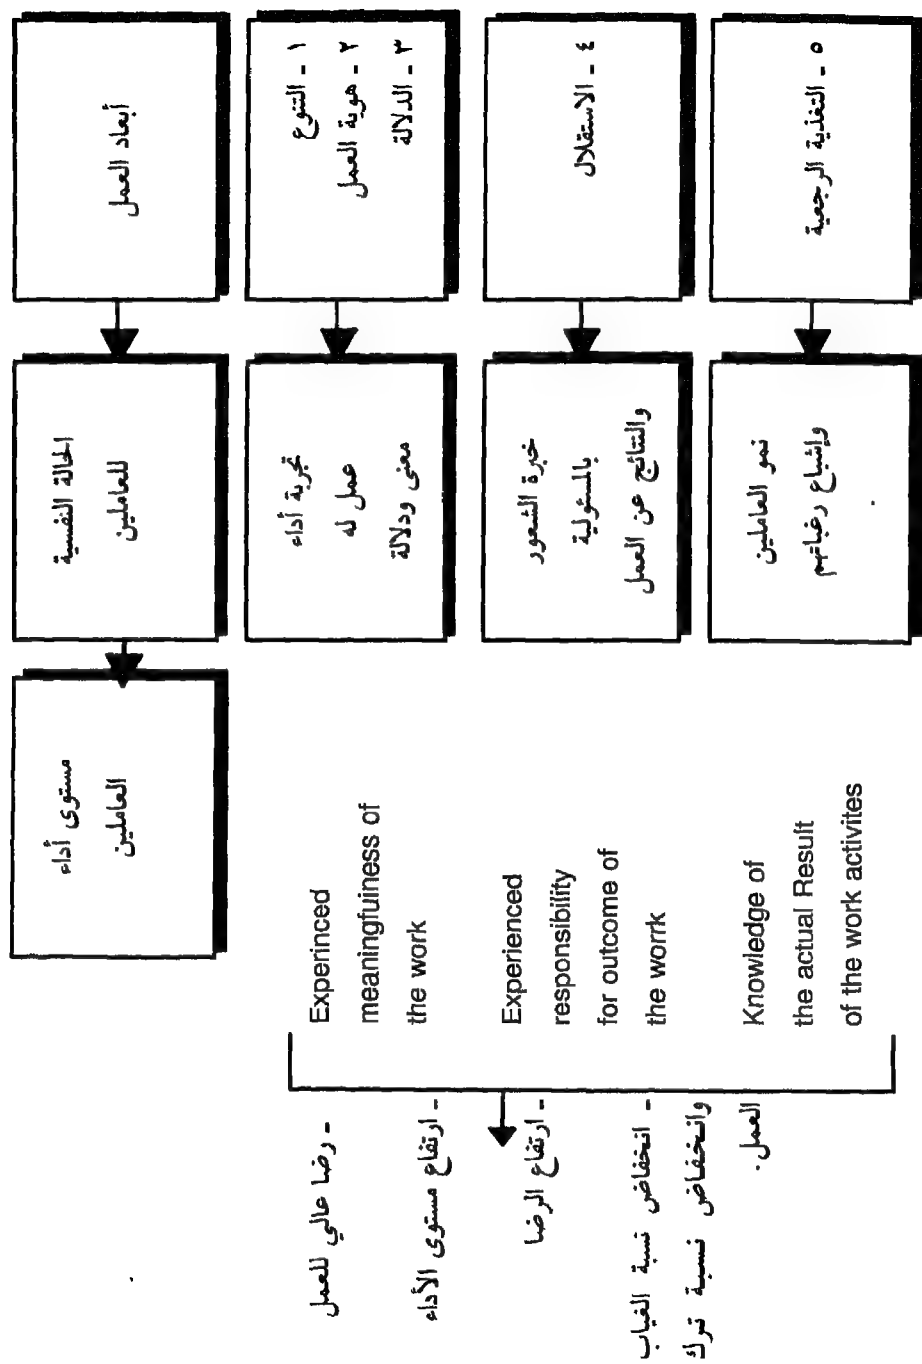 أبعاد العمل
الحالة النفسية
للعاملين
مستوى أداء
العاملين
١ - التنوع
٢ - هوية العمل
٣ - الدلالة
تجربة أداء
عمل له
معنى ودلالة
٤ - الاستقلال
خبرة الشعور
بالمسئولية
والنتائج عن العمل
٥ - التغذية الرجعية
نمو العاملين
وإشباع رغباتهم
Experinced
meaningfuiness of
the work
Experienced
responsibility
for outcome of
the worrk
Knowledge of
the actual Result
of the work activites
- رضا عالي للعمل
- ارتفاع مستوى الأداء
- ارتفاع الرضا
- انخفاض نسبة الغياب
وانخفاض نسبة ترك
العمل.